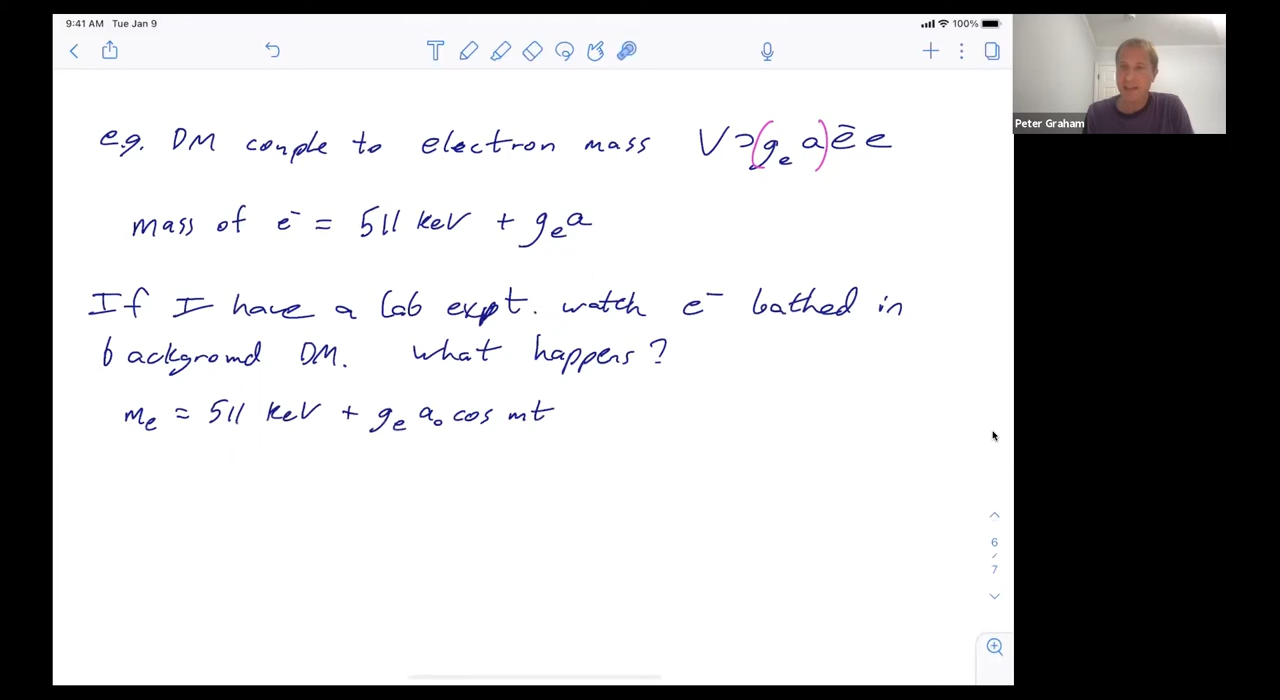 9:41 AM Tue Jan 9
100%
Peter Graham
e.g. DM couple to electron mass V ⊃ (gₑ a) ē e
mass of e⁻ = 511 keV + gₑa
If I have a lab expt. watch e⁻ bathed in
background DM. what happens?
mₑ = 511 keV + gₑ a₀ cos mt
6
/
7